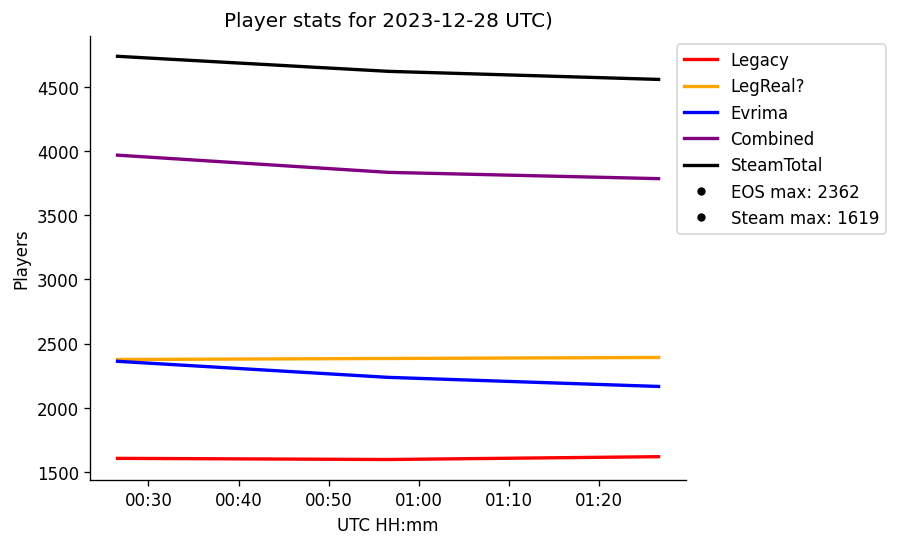 Player stats for 2023-12-28 UTC)
Players
4500
4000
3500
3000
2500
2000
1500
00:30
00:40
00:50
01:00
01:10
01:20
UTC HH:mm
Legacy
LegReal?
Evrima
Combined
SteamTotal
EOS max: 2362
Steam max: 1619